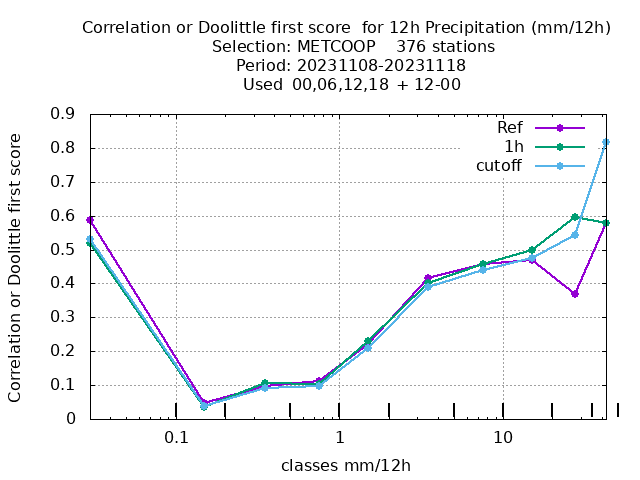 Correlation or Doolittle first score  for 12h Precipitation (mm/12h)
Selection: METCOOP    376 stations
Period: 20231108-20231118
Used  00,06,12,18  + 12-00
Ref
1h
cutoff
Correlation or Doolittle first score
0.9
0.8
0.7
0.6
0.5
0.4
0.3
0.2
0.1
0
0.1 1 10
classes mm/12h